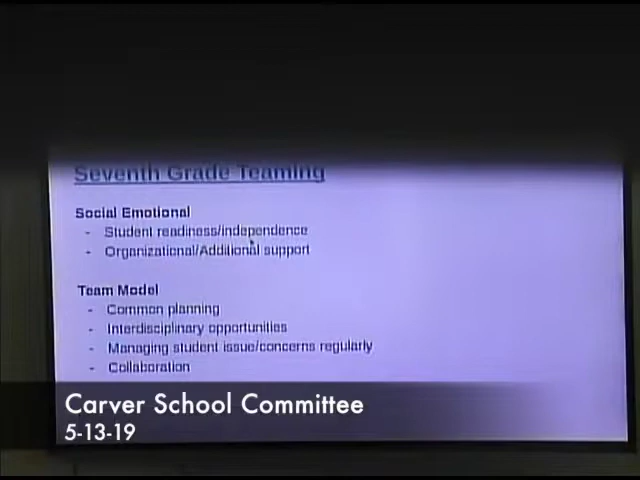 Seventh Grade Teaming
Social Emotional
- Student readiness/independence
- Organizational/Additional support
Team Model
- Common planning
- Interdisciplinary opportunities
- Managing student issue/concerns regularly
- Collaboration
Carver School Committee
5-13-19